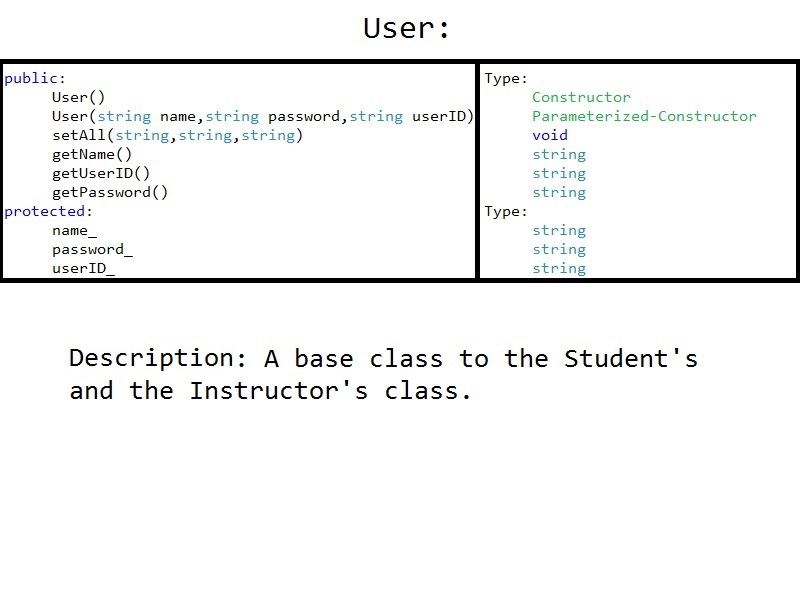 User:
public: Type:
User() Constructor
User(string name,string password,string userID) Parameterized-Constructor
setAll(string,string,string) void
getName() string
getUserID() string
getPassword() string
protected: Type:
name_ string
password_ string
userID_ string
Description: A base class to the Student's
and the Instructor's class.